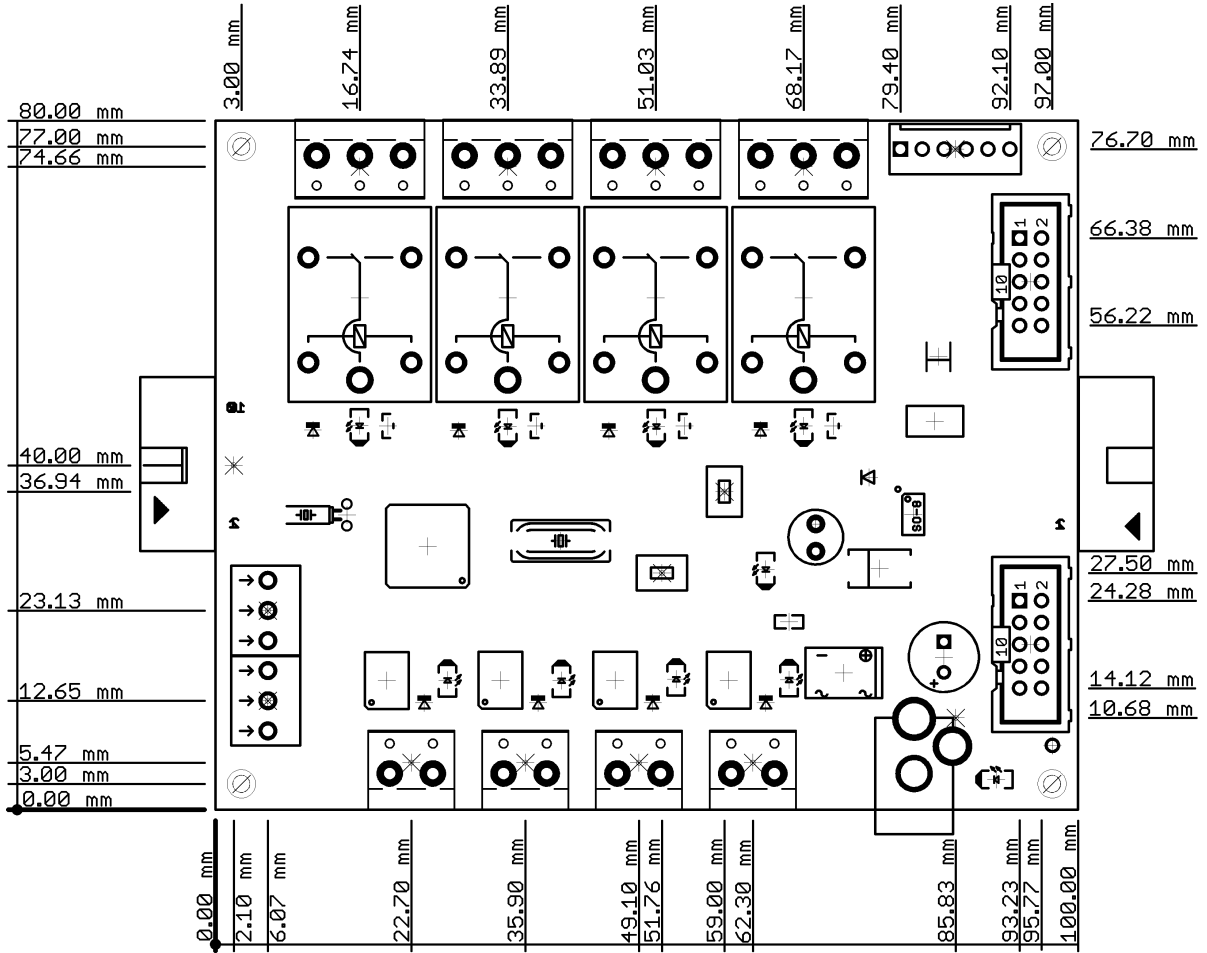 3.00 mm
16.74 mm
33.89 mm
51.03 mm
68.17 mm
79.40 mm
92.10 mm
97.00 mm
80.00 mm
77.00 mm
74.66 mm
76.70 mm
1 2
66.38 mm
10
56.22 mm
10
40.00 mm
36.94 mm
SO-8
2
2
27.50 mm
24.28 mm
1 2
23.13 mm
10
- +
14.12 mm
12.65 mm
~ ~
+
10.68 mm
5.47 mm
3.00 mm
0.00 mm
0.00 mm
2.10 mm
6.07 mm
22.70 mm
35.90 mm
49.10 mm
51.76 mm
59.00 mm
62.30 mm
85.83 mm
93.23 mm
95.77 mm
100.00 mm